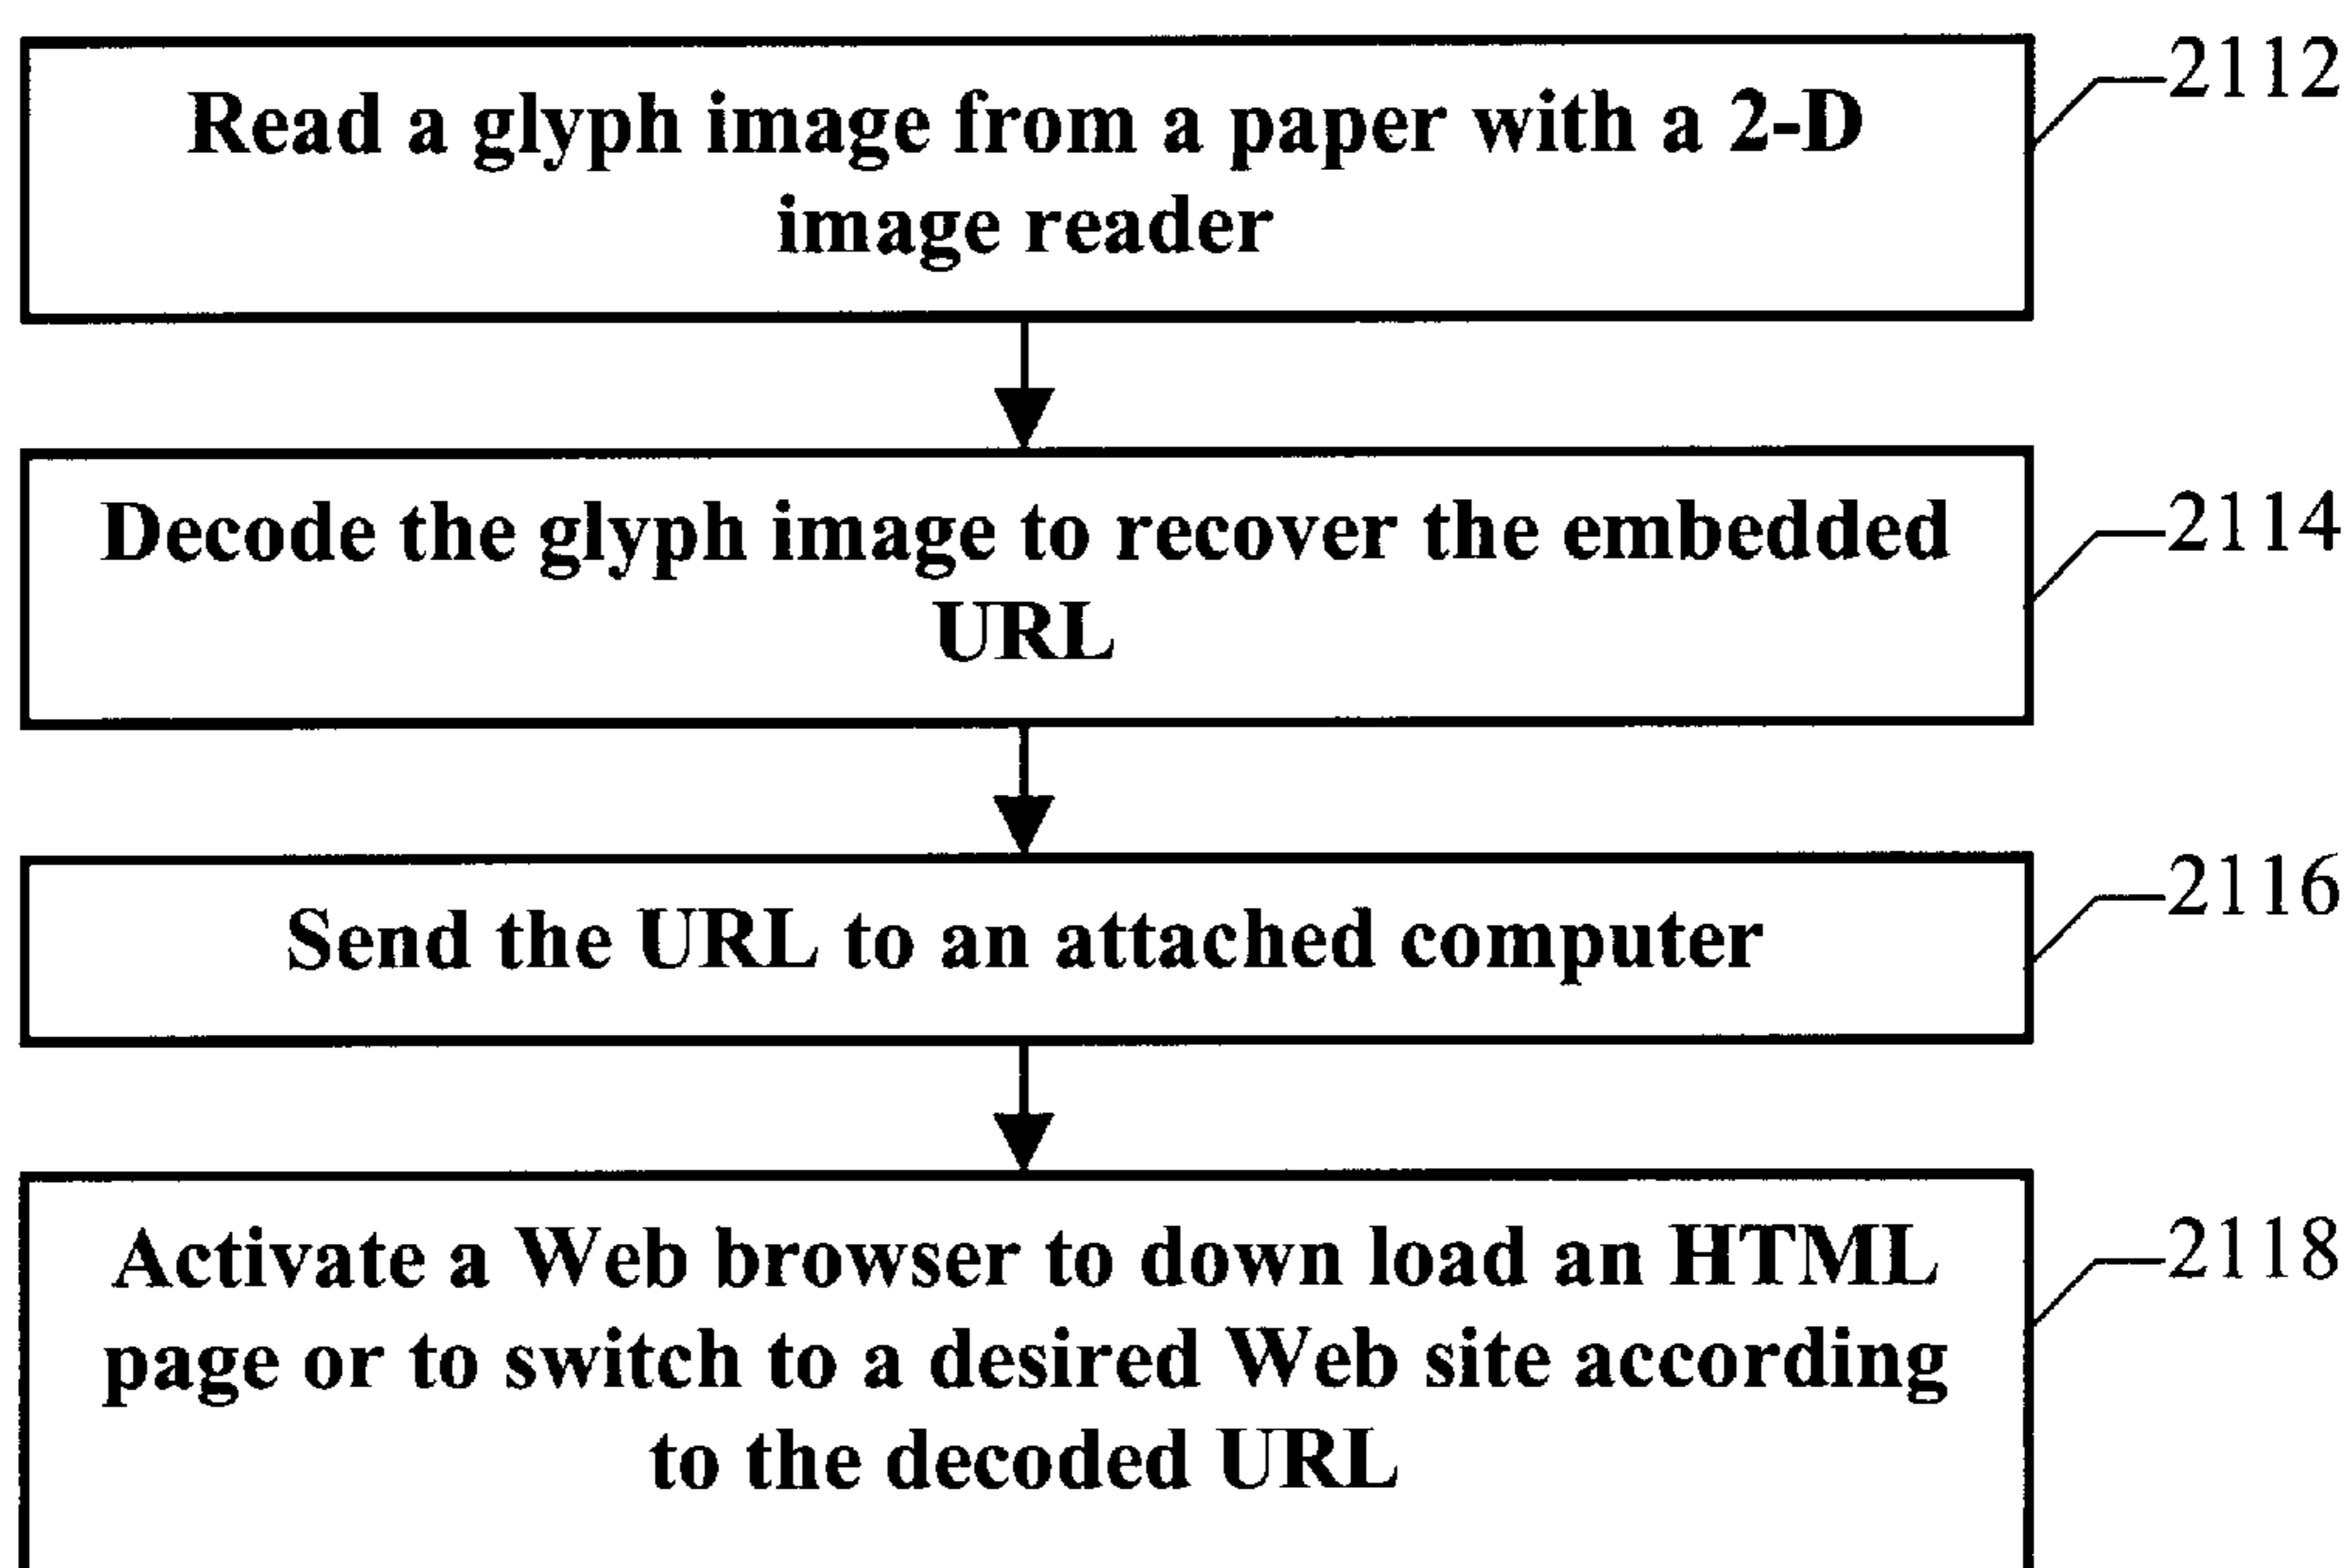 Read a glyph image from a paper with a 2-D
image reader
2112
Decode the glyph image to recover the embedded
URL
2114
Send the URL to an attached computer
2116
Activate a Web browser to down load an HTML
page or to switch to a desired Web site according
to the decoded URL
2118